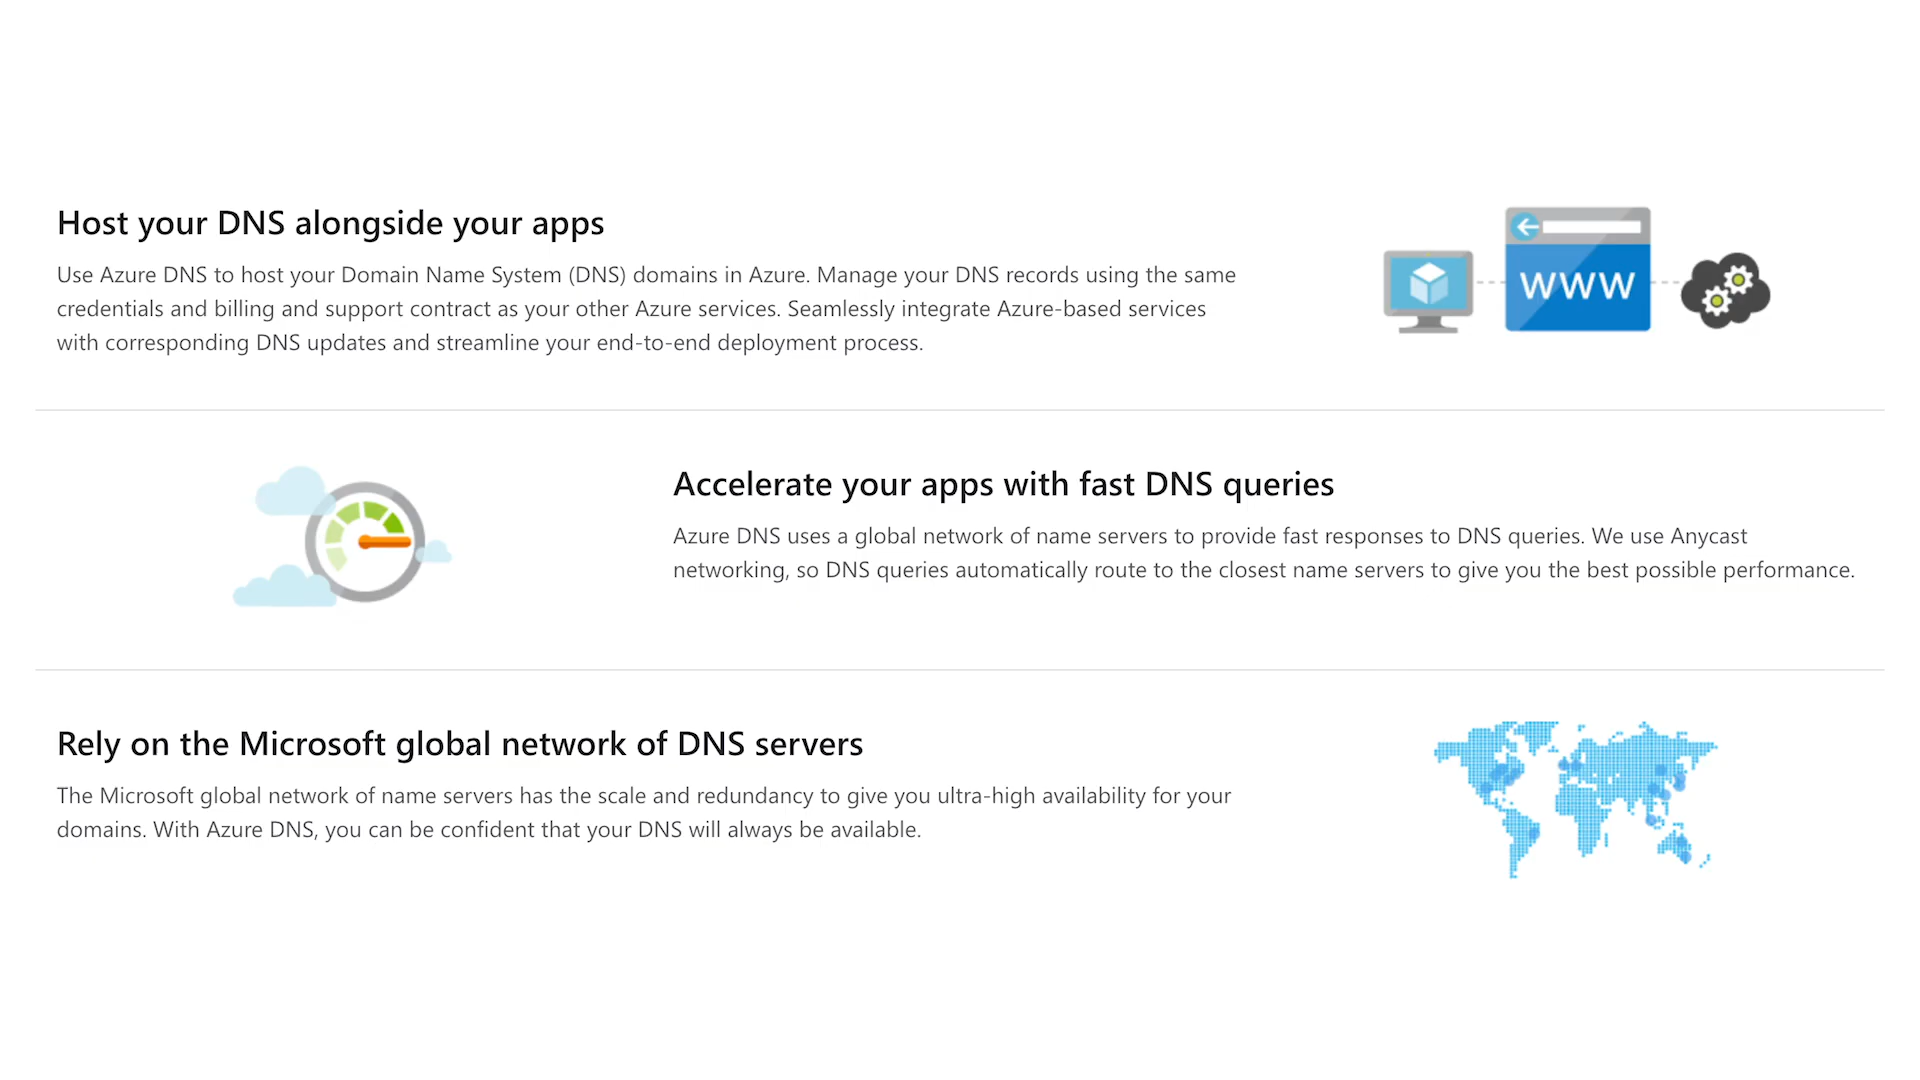 Host your DNS alongside your apps
Use Azure DNS to host your Domain Name System (DNS) domains in Azure. Manage your DNS records using the same
credentials and billing and support contract as your other Azure services. Seamlessly integrate Azure-based services
with corresponding DNS updates and streamline your end-to-end deployment process.
WWW
Accelerate your apps with fast DNS queries
Azure DNS uses a global network of name servers to provide fast responses to DNS queries. We use Anycast
networking, so DNS queries automatically route to the closest name servers to give you the best possible performance.
Rely on the Microsoft global network of DNS servers
The Microsoft global network of name servers has the scale and redundancy to give you ultra-high availability for your
domains. With Azure DNS, you can be confident that your DNS will always be available.